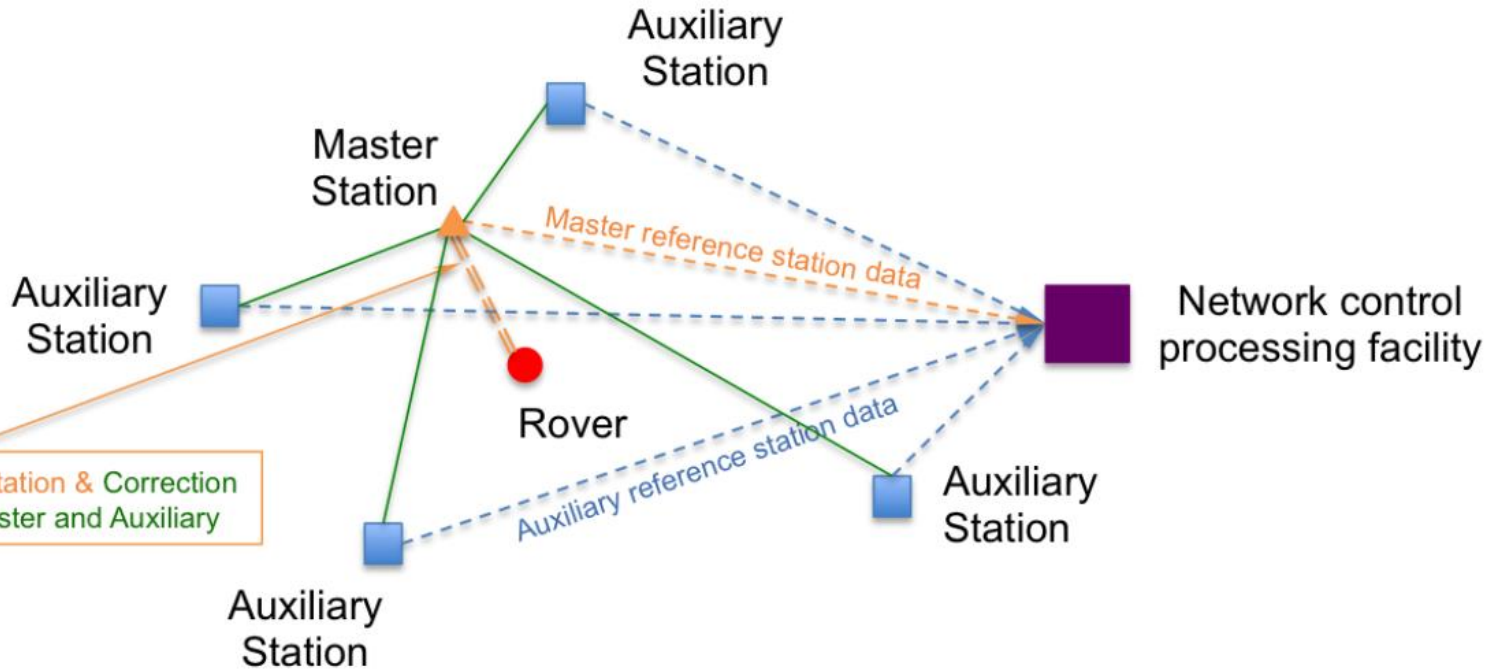 Auxiliary
Station
Master
Station
Master reference station data
Auxiliary
Station
Network control
processing facility
Rover
Auxiliary reference station data
& Correction
and Auxiliary
Auxiliary
Station
Auxiliary
Station